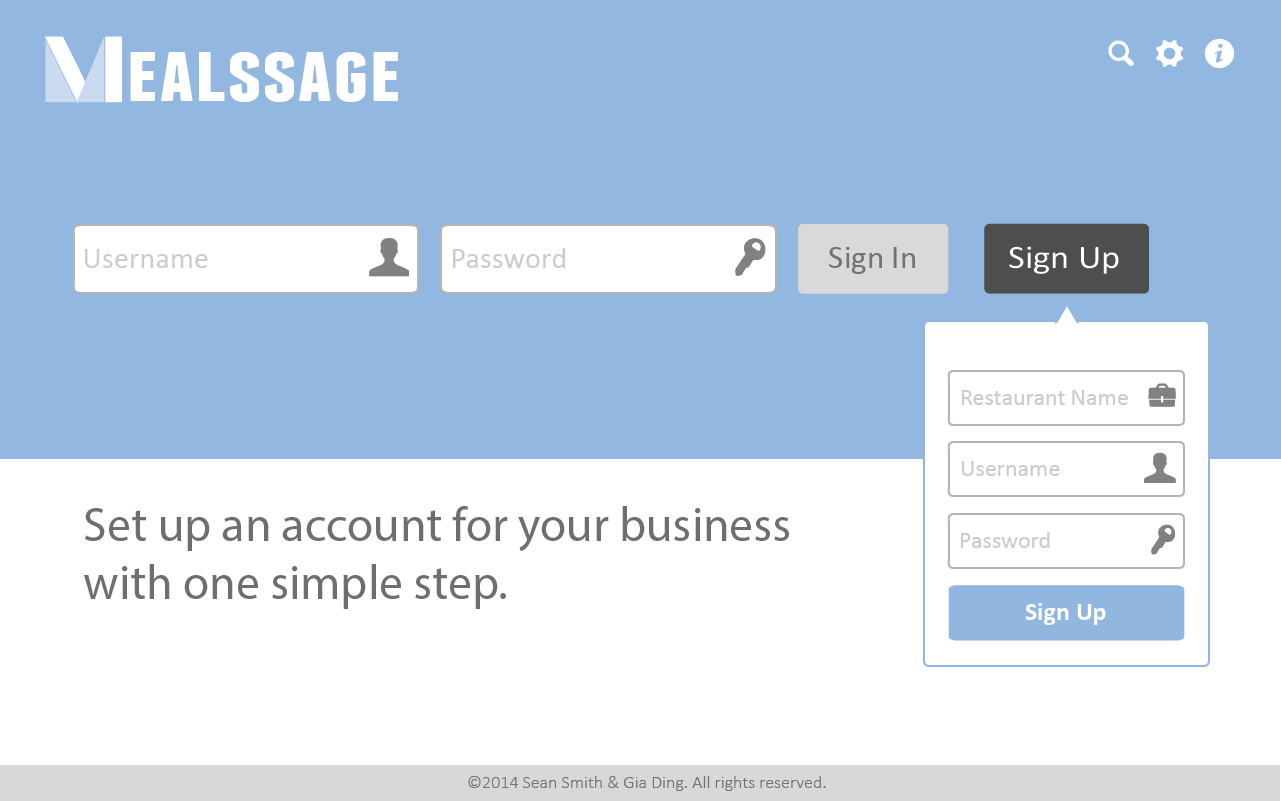 MEALSSAGE
Username
Password
Sign In
Sign Up
Restaurant Name
Username
Password
Sign Up
Set up an account for your business
with one simple step.
©2014 Sean Smith & Gia Ding. All rights reserved.